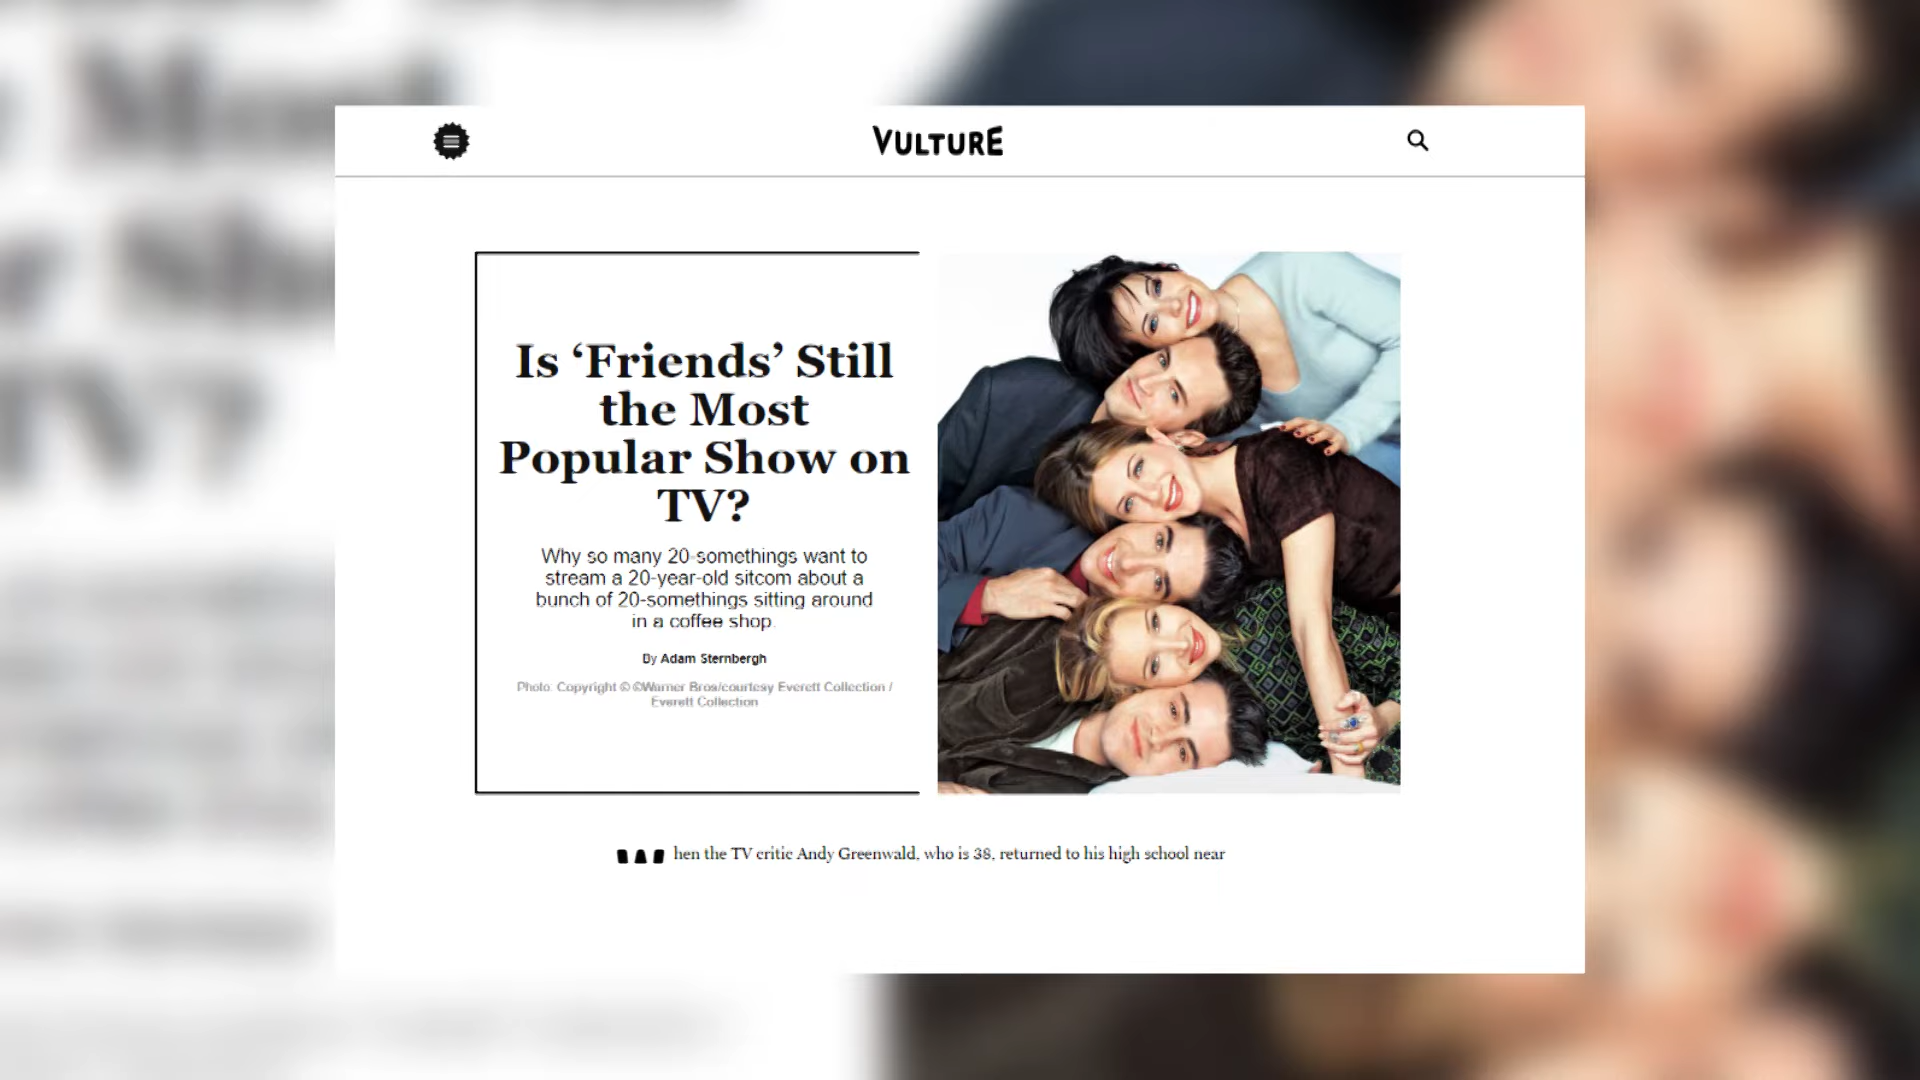 VULTURE
Is ‘Friends’ Still
the Most
Popular Show on
TV?
Why so many 20-somethings want to
stream a 20-year-old sitcom about a
bunch of 20-somethings sitting around
in a coffee shop.
By Adam Sternbergh
Photo: Copyright © ©Warner Bros/courtesy Everett Collection /
Everett Collection
hen the TV critic Andy Greenwald, who is 38, returned to his high school near